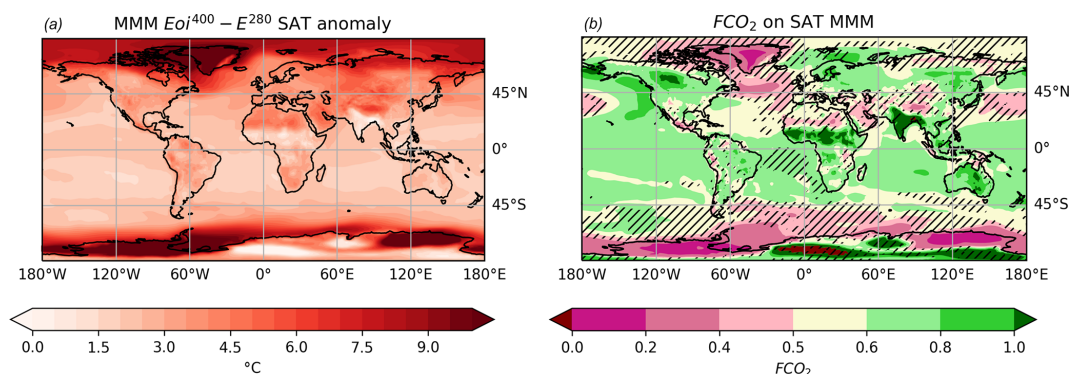 (a) MMM Eoi⁴⁰⁰ − E²⁸⁰ SAT anomaly
45°N
0°
45°S
180°W 120°W 60°W 0° 60°E 120°E 180°E
0.0 1.5 3.0 4.5 6.0 7.5 9.0
°C
(b) FCO₂ on SAT MMM
45°N
0°
45°S
180°W 120°W 60°W 0° 60°E 120°E 180°E
0.0 0.2 0.4 0.5 0.6 0.8 1.0
FCO₂